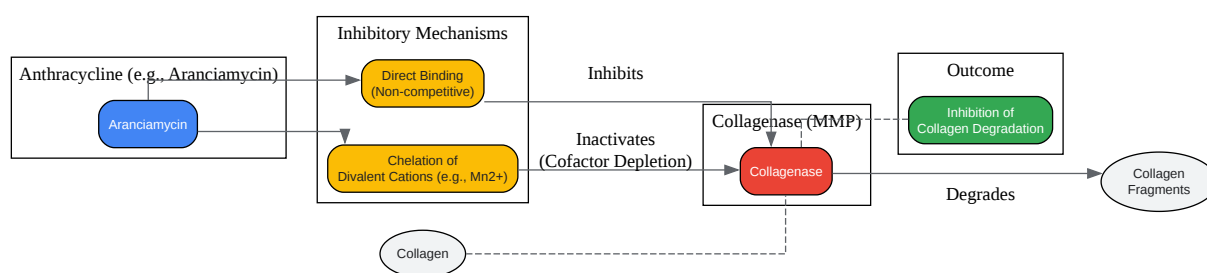 Anthracycline (e.g., Aranciamycin)
Aranciamycin
Inhibitory Mechanisms
Direct Binding
(Non-competitive)
Chelation of
Divalent Cations (e.g., Mn2+)
Inhibits
Inactivates
(Cofactor Depletion)
Collagenase (MMP)
Collagenase
Outcome
Inhibition of
Collagen Degradation
Degrades
Collagen
Fragments
Collagen